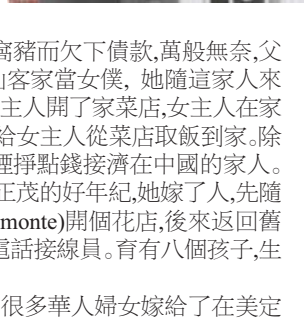 窩豬而欠下債款,萬般無奈,父
山客家當女僕, 她隨這家人來
主人開了家菜店,女主人在家
給女主人從菜店取飯到家。除
煙掙點錢接濟在中國的家人。
正茂的好年紀,她嫁了人,先隨
monte)開個花店,後來返回舊
電話接線員。育有八個孩子,生
很多華人婦女嫁給了在美定